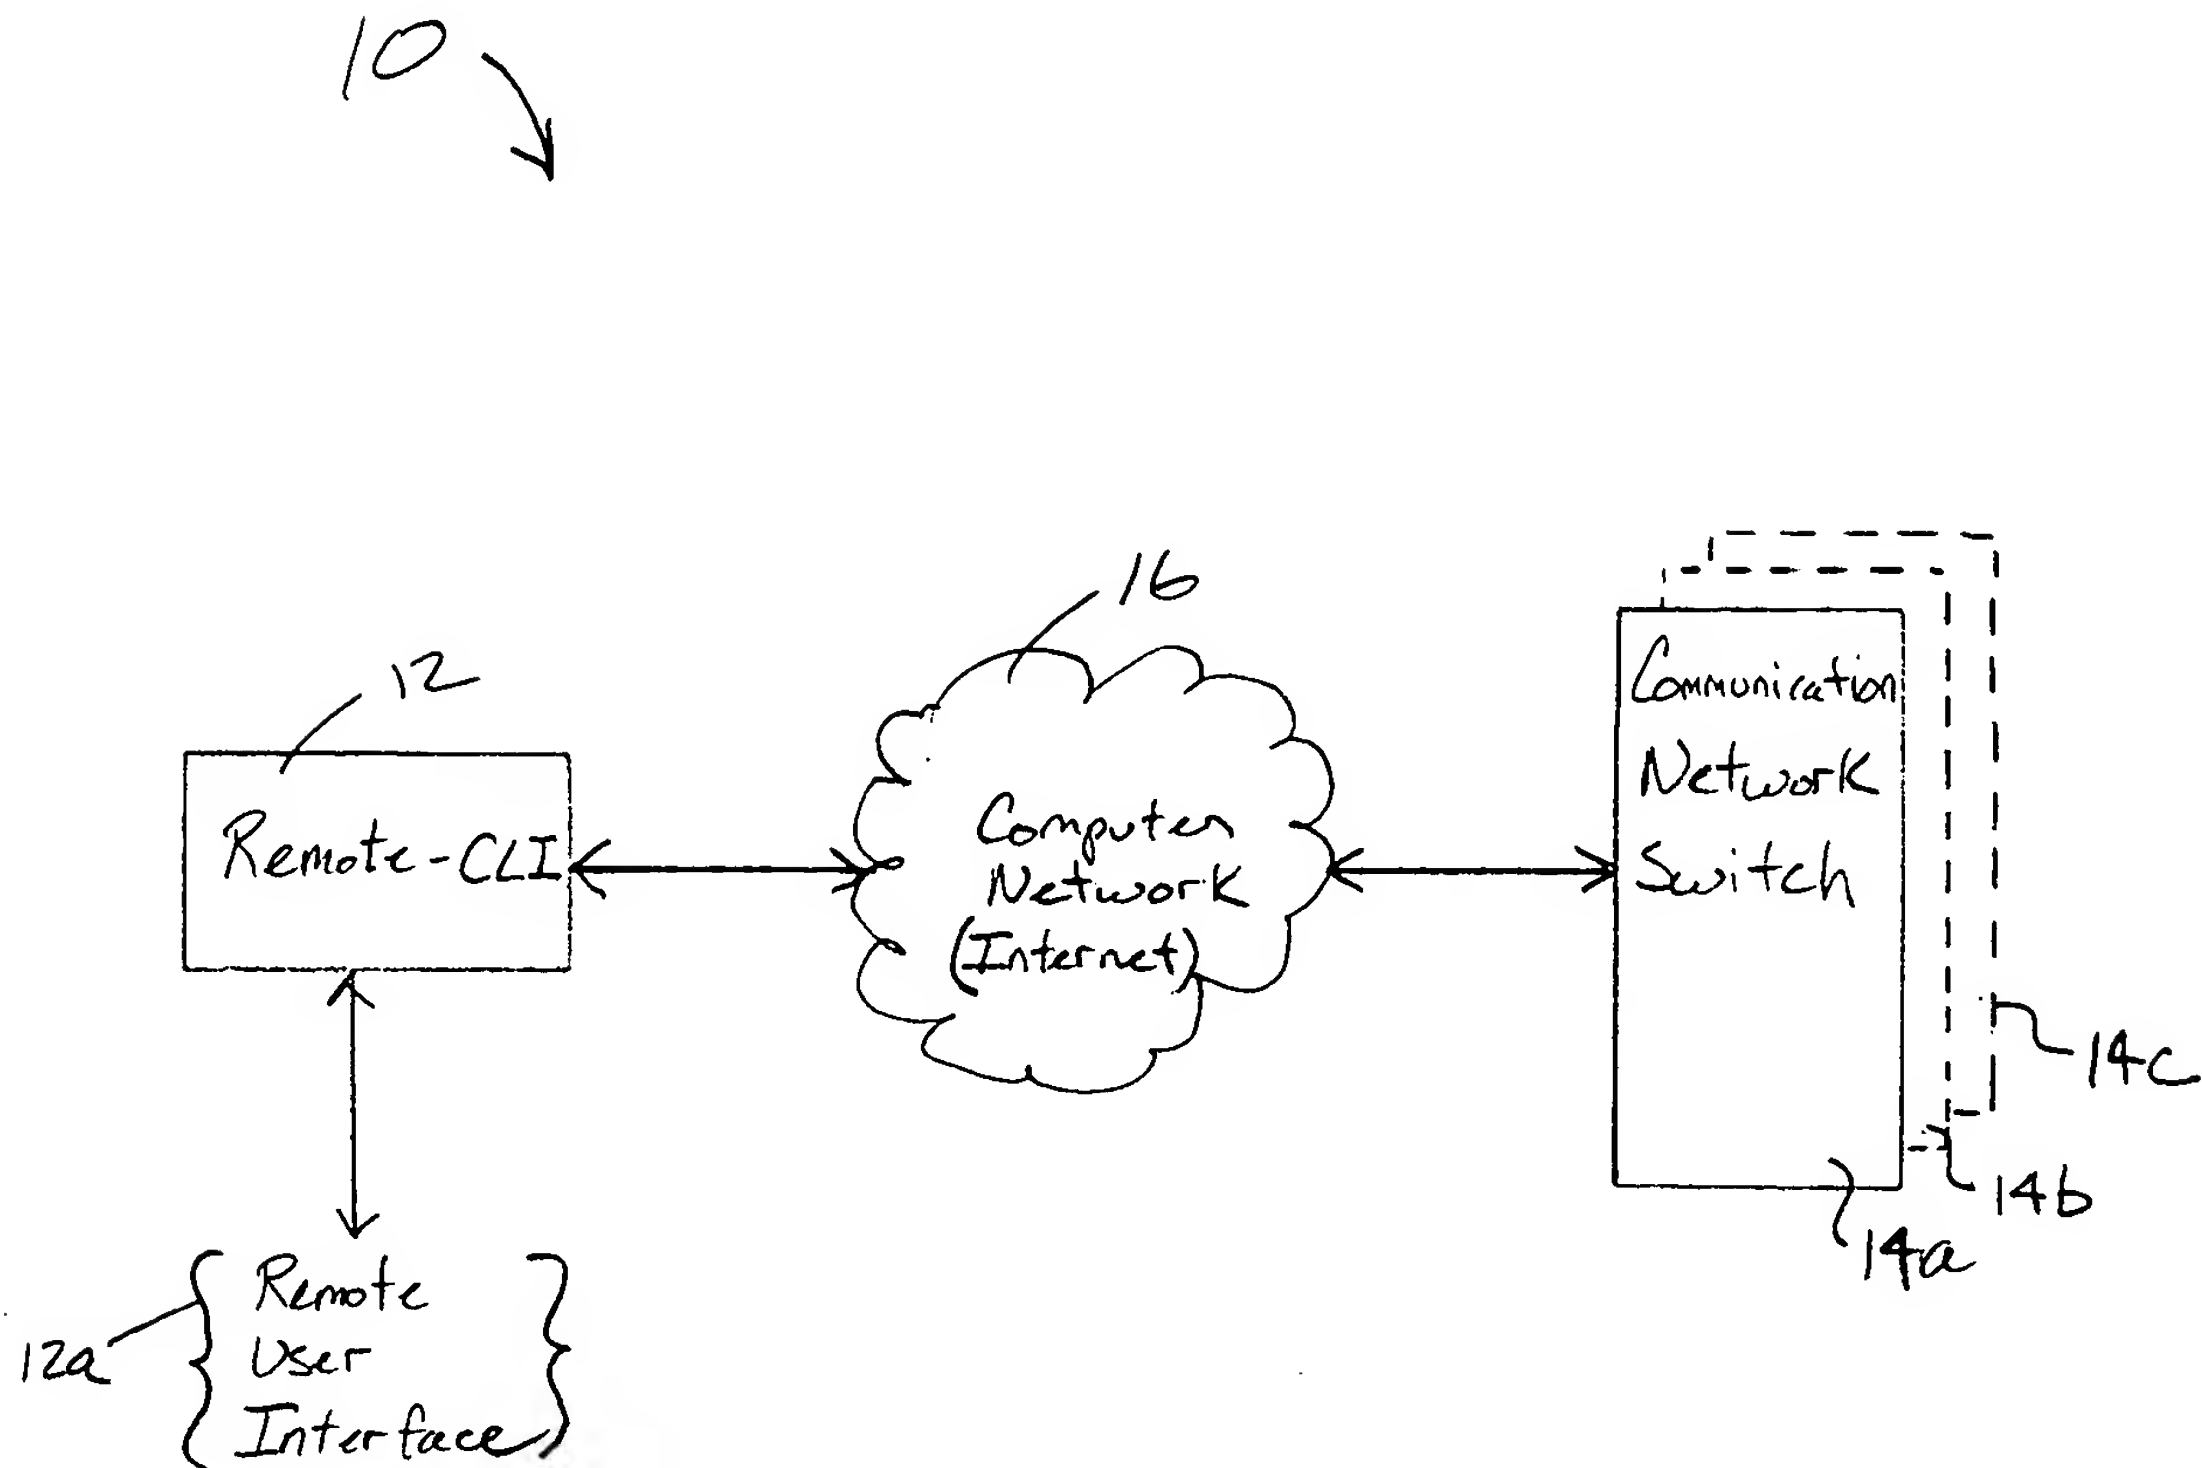 10
16
12
Remote-CLI
Computer
Network
(Internet)
Communication
Network
Switch
14c
14b
14a
12a
Remote
User
Interface